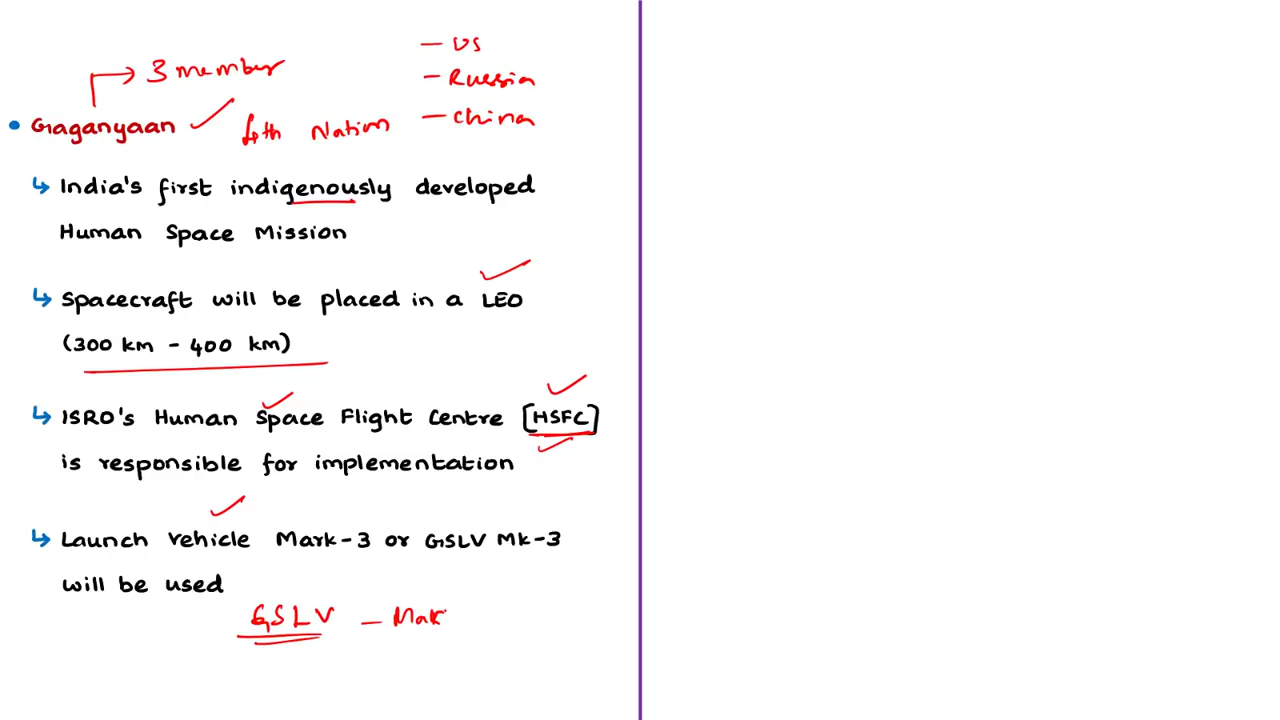 – US
3 member
– Russia
– China
• Gaganyaan
4th Nation
↳ India's first indigenously developed
Human Space Mission
↳ Spacecraft will be placed in a LEO
(300 km - 400 km)
↳ ISRO's Human Space Flight Centre [HSFC]
is responsible for implementation
↳ Launch Vehicle Mark-3 or GSLV Mk-3
will be used
GSLV – Mak